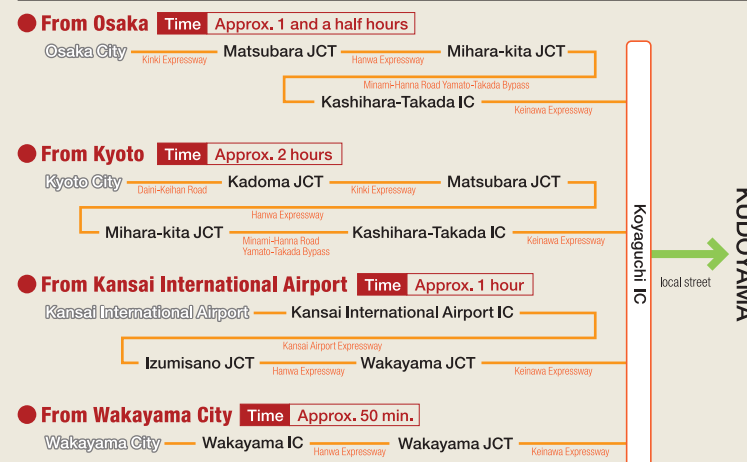 From Osaka Time Approx. 1 and a half hours
Osaka City Kinki Expressway Matsubara JCT Hanwa Expressway Mihara-kita JCT
Minami-Hanna Road Yamato-Takada Bypass
Kashihara-Takada IC Keinawa Expressway
From Kyoto Time Approx. 2 hours
Kyoto City Daini-Keihan Road Kadoma JCT Kinki Expressway Matsubara JCT
Hanwa Expressway
Mihara-kita JCT Minami-Hanna Road
Yamato-Takada Bypass Kashihara-Takada IC Keinawa Expressway
From Kansai International Airport Time Approx. 1 hour
Kansai International Airport Kansai International Airport IC
Kansai Airport Expressway
Izumisano JCT Hanwa Expressway Wakayama JCT Keinawa Expressway
From Wakayama City Time Approx. 50 min.
Wakayama City Wakayama IC Hanwa Expressway Wakayama JCT Keinawa Expressway
Koyaguchi IC
local street
KUDOYAMA